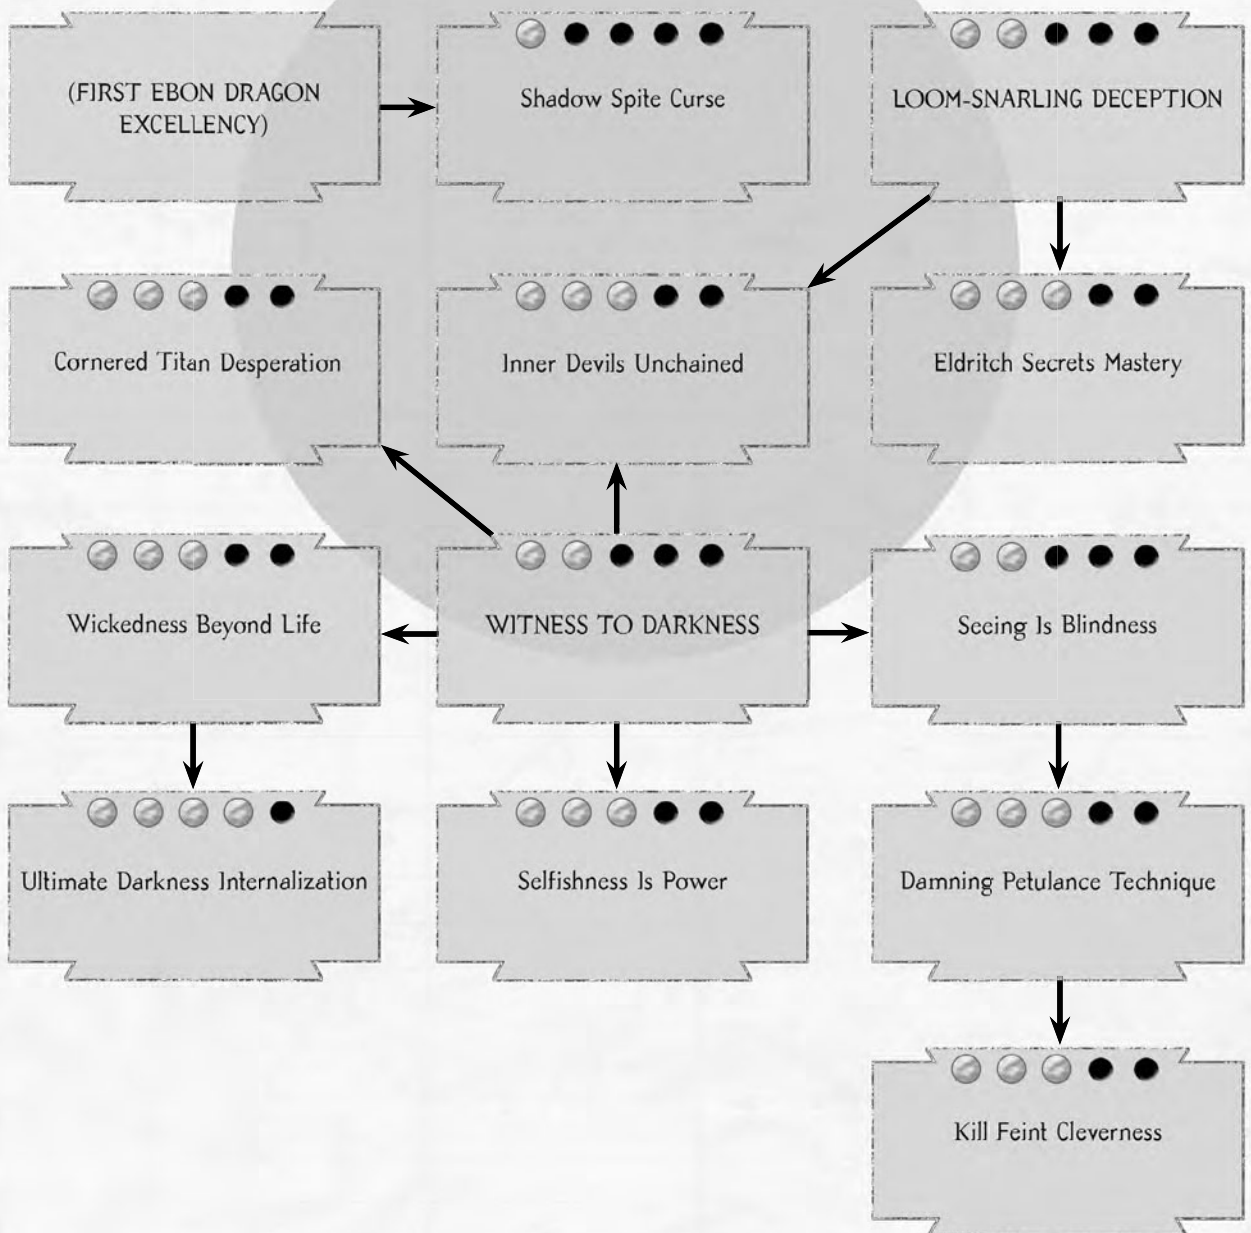 (FIRST EBON DRAGON
EXCELLENCY)
Shadow Spite Curse
LOOM-SNARLING DECEPTION
Cornered Titan Desperation
Inner Devils Unchained
Eldritch Secrets Mastery
Wickedness Beyond Life
WITNESS TO DARKNESS
Seeing Is Blindness
Ultimate Darkness Internalization
Selfishness Is Power
Damning Petulance Technique
Kill Feint Cleverness